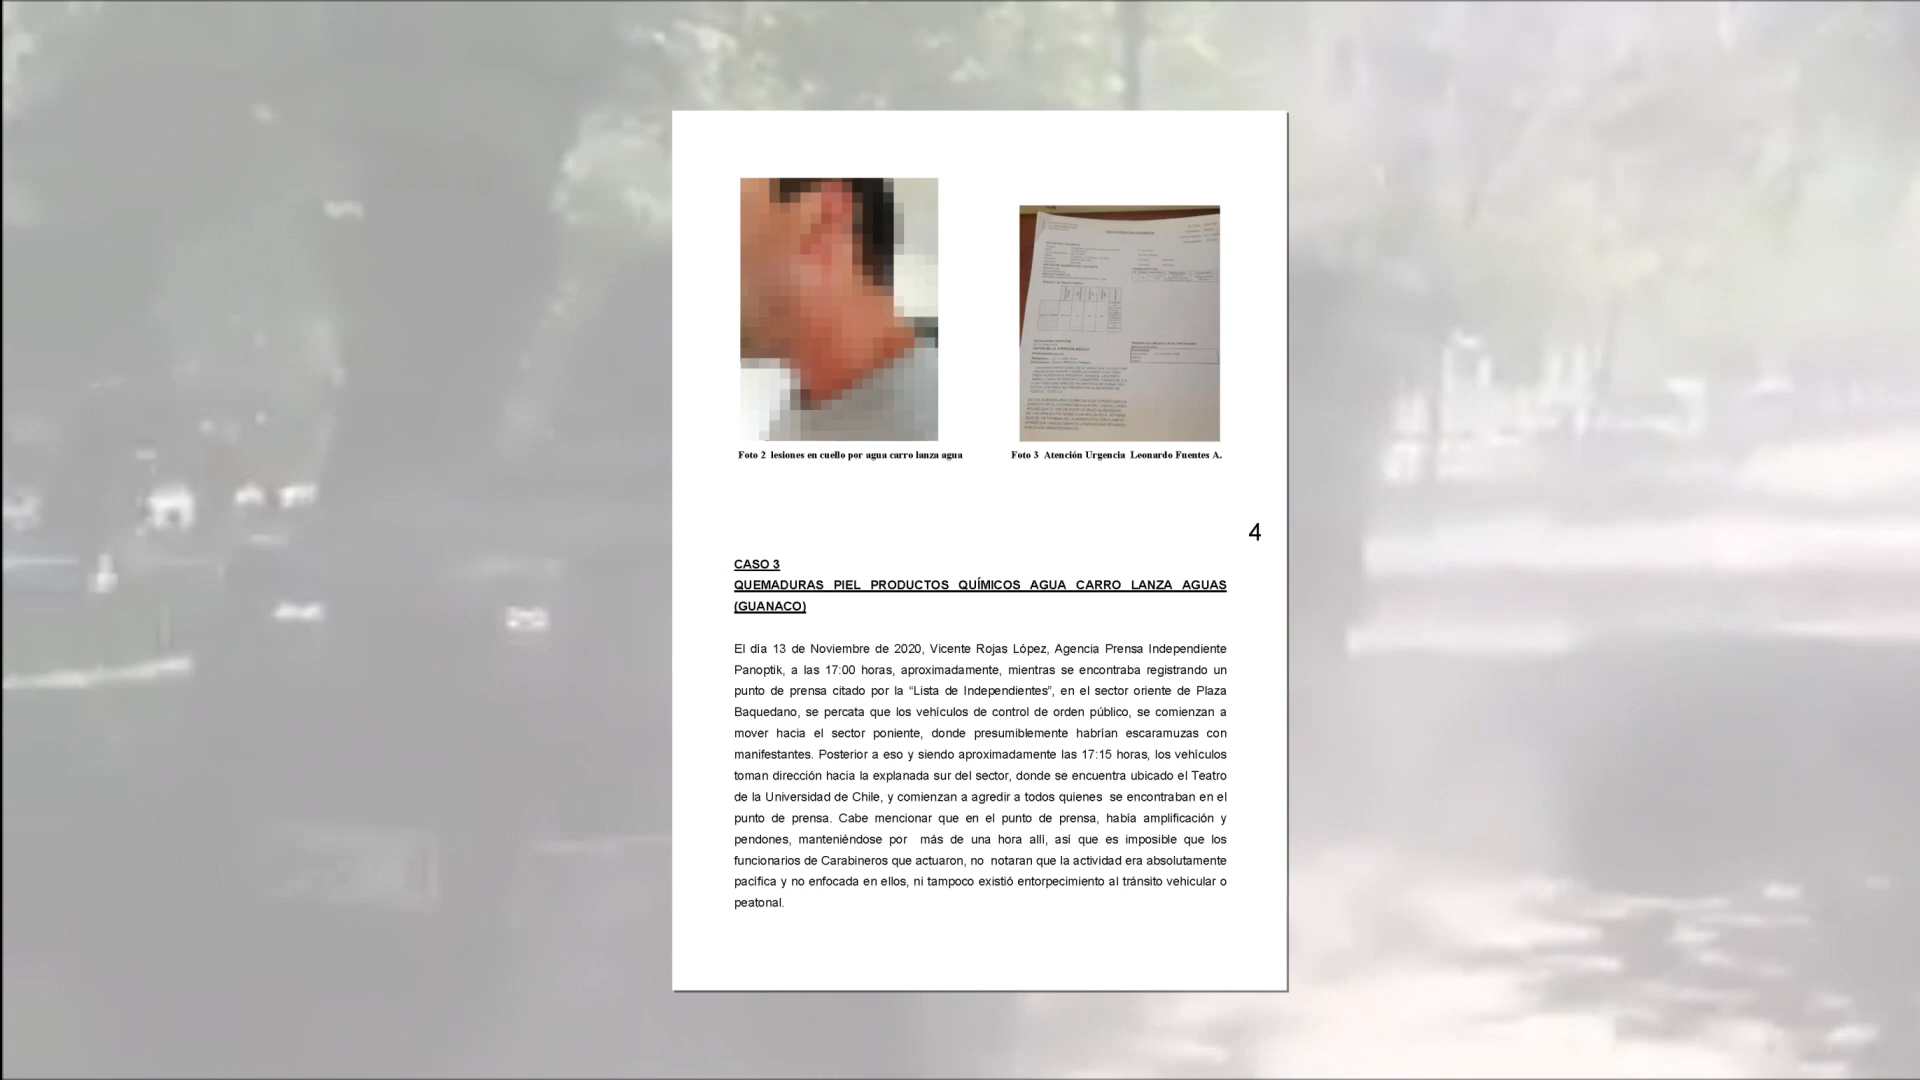 Foto 2 lesiones en cuello por agua carro lanza agua
Foto 3 Atención Urgencia Leonardo Fuentes A.
4
CASO 3
QUEMADURAS PIEL PRODUCTOS QUÍMICOS AGUA CARRO LANZA AGUAS
(GUANACO)
El día 13 de Noviembre de 2020, Vicente Rojas López, Agencia Prensa Independiente
Panoptik, a las 17:00 horas, aproximadamente, mientras se encontraba registrando un
punto de prensa citado por la “Lista de Independientes”, en el sector oriente de Plaza
Baquedano, se percata que los vehículos de control de orden público, se comienzan a
mover hacia el sector poniente, donde presumiblemente habrían escaramuzas con
manifestantes. Posterior a eso y siendo aproximadamente las 17:15 horas, los vehículos
toman dirección hacia la explanada sur del sector, donde se encuentra ubicado el Teatro
de la Universidad de Chile, y comienzan a agredir a todos quienes se encontraban en el
punto de prensa. Cabe mencionar que en el punto de prensa, había amplificación y
pendones, manteniéndose por más de una hora allí, así que es imposible que los
funcionarios de Carabineros que actuaron, no notaran que la actividad era absolutamente
pacífica y no enfocada en ellos, ni tampoco existió entorpecimiento al tránsito vehicular o
peatonal.